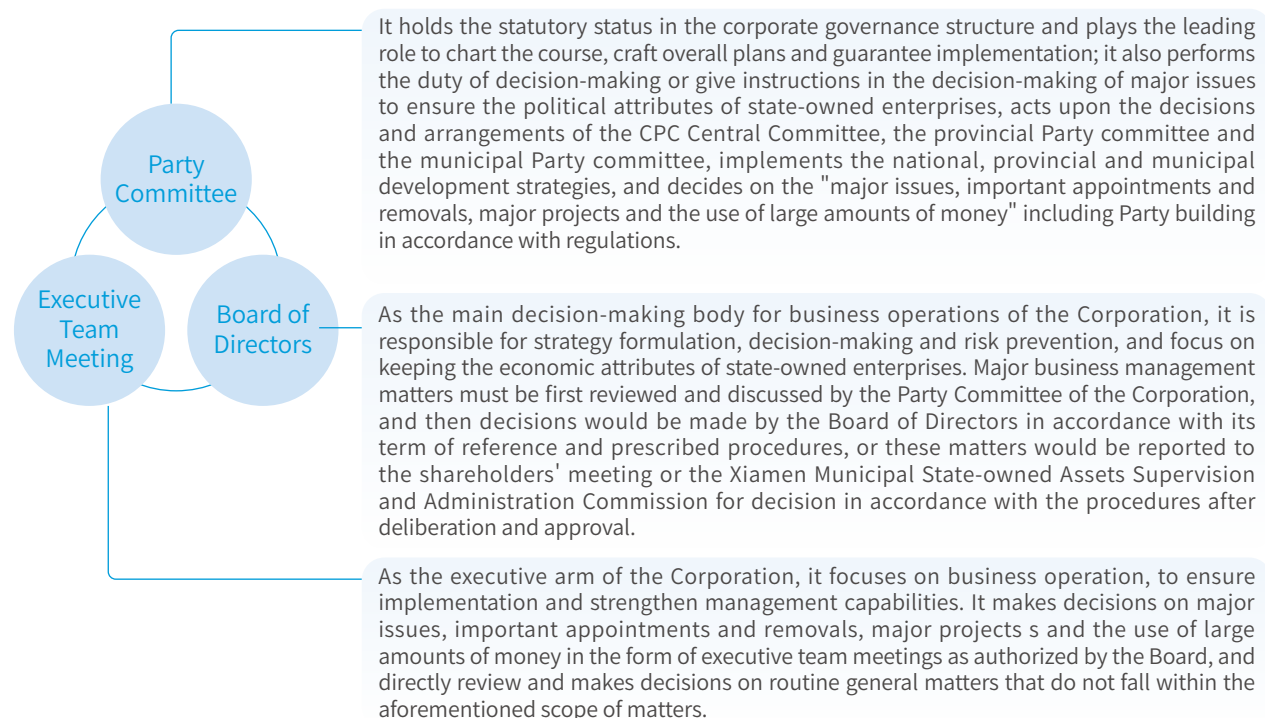 Party
Committee
Executive
Team
Meeting
Board of
Directors
It holds the statutory status in the corporate governance structure and plays the leading
role to chart the course, craft overall plans and guarantee implementation; it also performs
the duty of decision-making or give instructions in the decision-making of major issues
to ensure the political attributes of state-owned enterprises, acts upon the decisions
and arrangements of the CPC Central Committee, the provincial Party committee and
the municipal Party committee, implements the national, provincial and municipal
development strategies, and decides on the "major issues, important appointments and
removals, major projects and the use of large amounts of money" including Party building
in accordance with regulations.
As the main decision-making body for business operations of the Corporation, it is
responsible for strategy formulation, decision-making and risk prevention, and focus on
keeping the economic attributes of state-owned enterprises. Major business management
matters must be first reviewed and discussed by the Party Committee of the Corporation,
and then decisions would be made by the Board of Directors in accordance with its
term of reference and prescribed procedures, or these matters would be reported to
the shareholders' meeting or the Xiamen Municipal State-owned Assets Supervision
and Administration Commission for decision in accordance with the procedures after
deliberation and approval.
As the executive arm of the Corporation, it focuses on business operation, to ensure
implementation and strengthen management capabilities. It makes decisions on major
issues, important appointments and removals, major projects s and the use of large
amounts of money in the form of executive team meetings as authorized by the Board, and
directly review and makes decisions on routine general matters that do not fall within the
aforementioned scope of matters.